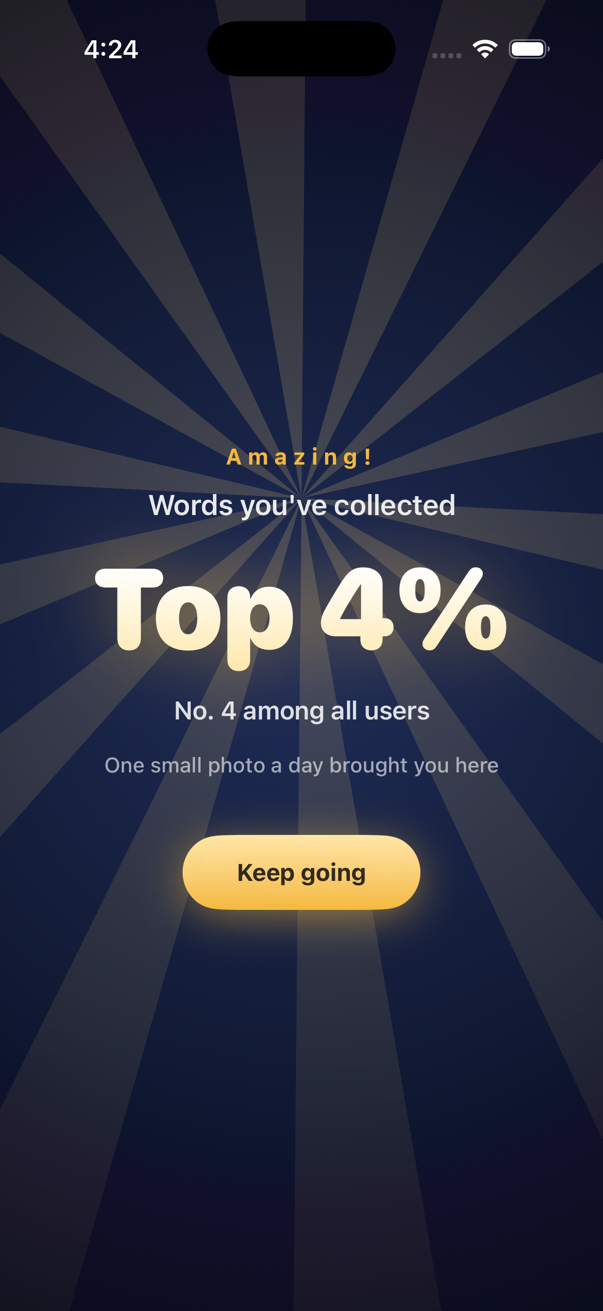 4:24
Amazing!
Words you've collected
Top 4%
No. 4 among all users
One small photo a day brought you here
Keep going